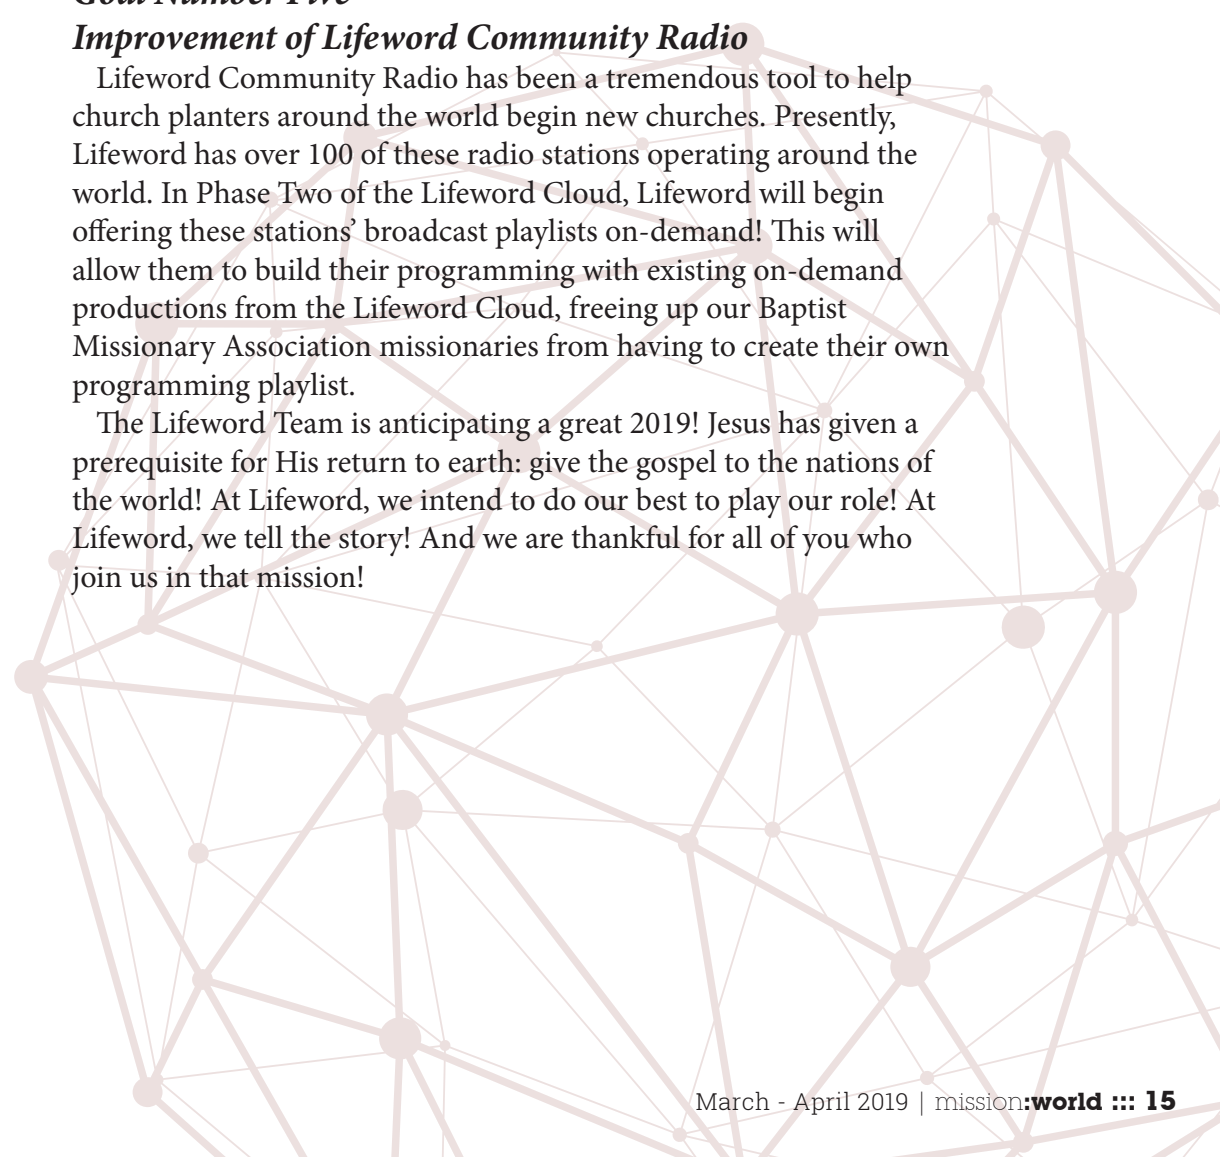 Goal Number Five
Improvement of Lifeword Community Radio
Lifeword Community Radio has been a tremendous tool to help
church planters around the world begin new churches. Presently,
Lifeword has over 100 of these radio stations operating around the
world. In Phase Two of the Lifeword Cloud, Lifeword will begin
offering these stations’ broadcast playlists on-demand! This will
allow them to build their programming with existing on-demand
productions from the Lifeword Cloud, freeing up our Baptist
Missionary Association missionaries from having to create their own
programming playlist.
The Lifeword Team is anticipating a great 2019! Jesus has given a
prerequisite for His return to earth: give the gospel to the nations of
the world! At Lifeword, we intend to do our best to play our role! At
Lifeword, we tell the story! And we are thankful for all of you who
join us in that mission!
March - April 2019 | mission:world ::: 15